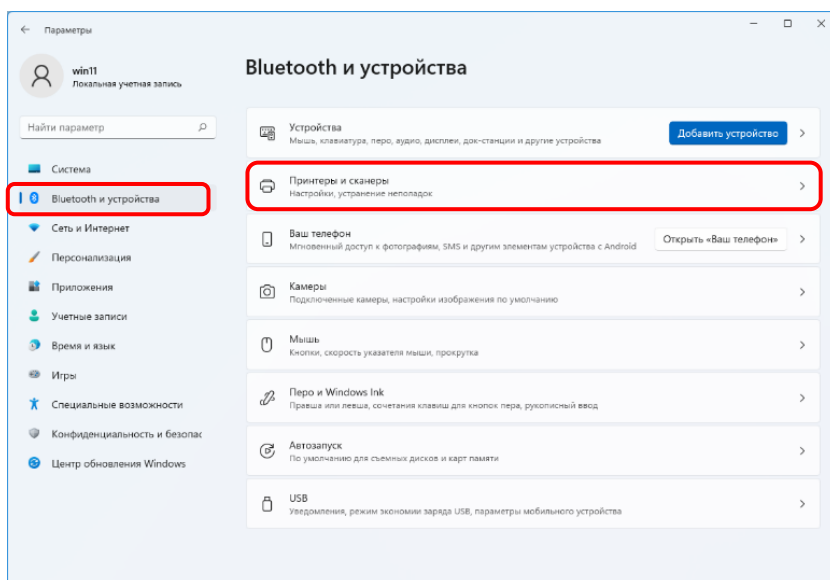 Параметры
win11
Локальная учетная запись
Найти параметр
Система
Bluetooth и устройства
Сеть и Интернет
Персонализация
Приложения
Учетные записи
Время и язык
Игры
Специальные возможности
Конфиденциальность и безопас
Центр обновления Windows
Bluetooth и устройства
Устройства
Мышь, клавиатура, перо, аудио, дисплеи, док-станции и другие устройства
Добавить устройство
Принтеры и сканеры
Настройки, устранение неполадок
Ваш телефон
Мгновенный доступ к фотографиям, SMS и другим элементам устройства с Android
Открыть «Ваш телефон»
Камеры
Подключенные камеры, настройки изображения по умолчанию
Мышь
Кнопки, скорость указателя мыши, прокрутка
Перо и Windows Ink
Правша или левша, сочетания клавиш для кнопок пера, рукописный ввод
Автозапуск
По умолчанию для съемных дисков и карт памяти
USB
Уведомления, режим экономии заряда USB, параметры мобильного устройства